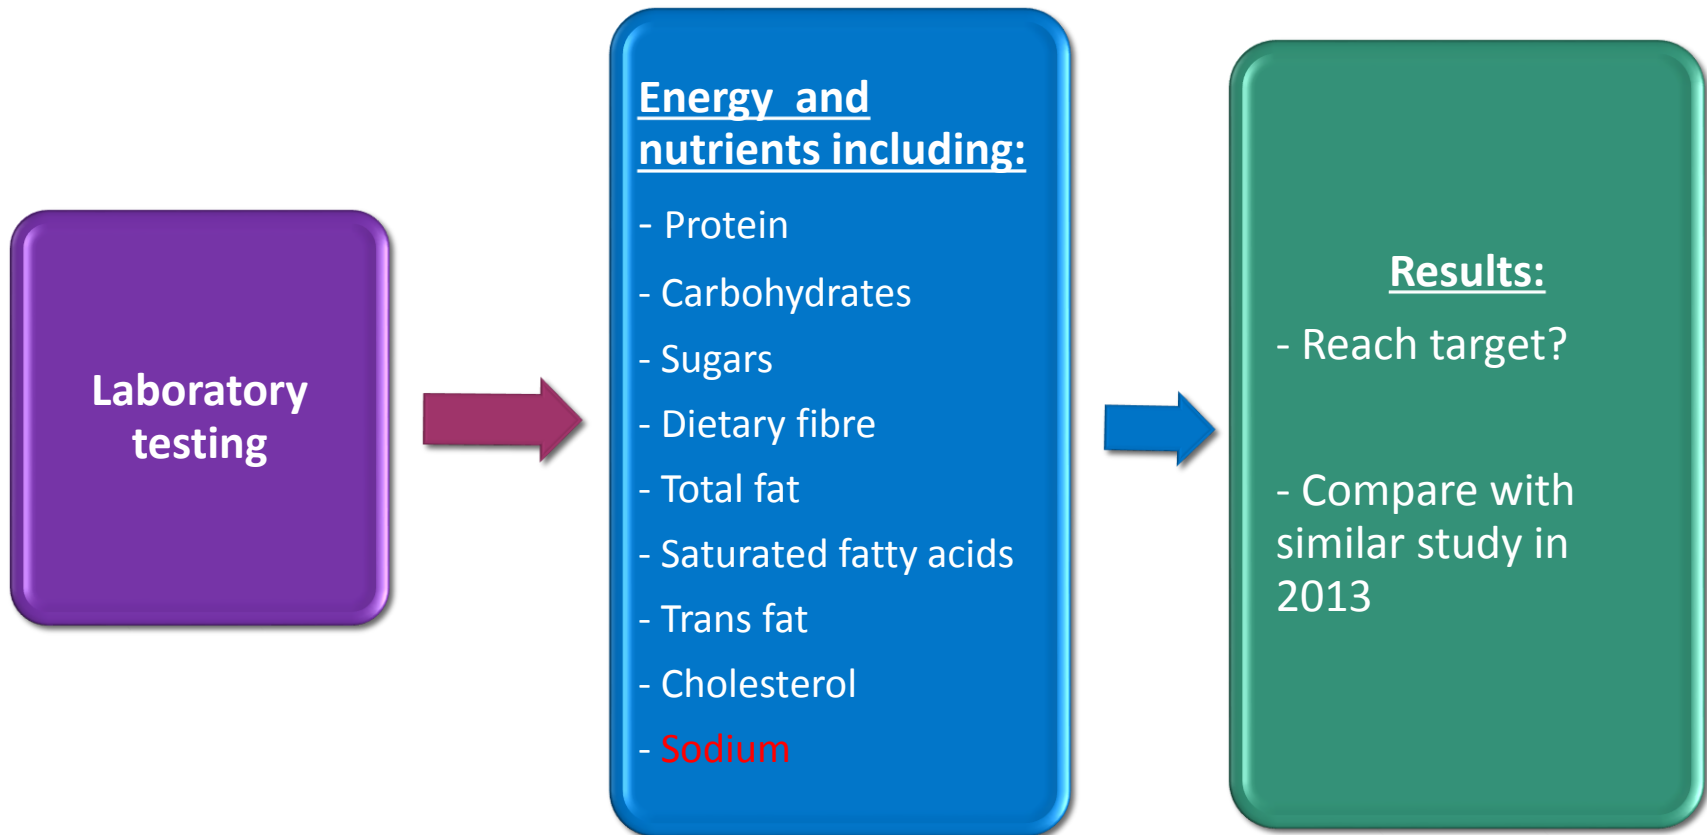 Laboratory
testing
Energy and
nutrients including:
- Protein
- Carbohydrates
- Sugars
- Dietary fibre
- Total fat
- Saturated fatty acids
- Trans fat
- Cholesterol
- Sodium
Results:
- Reach target?
- Compare with
similar study in
2013